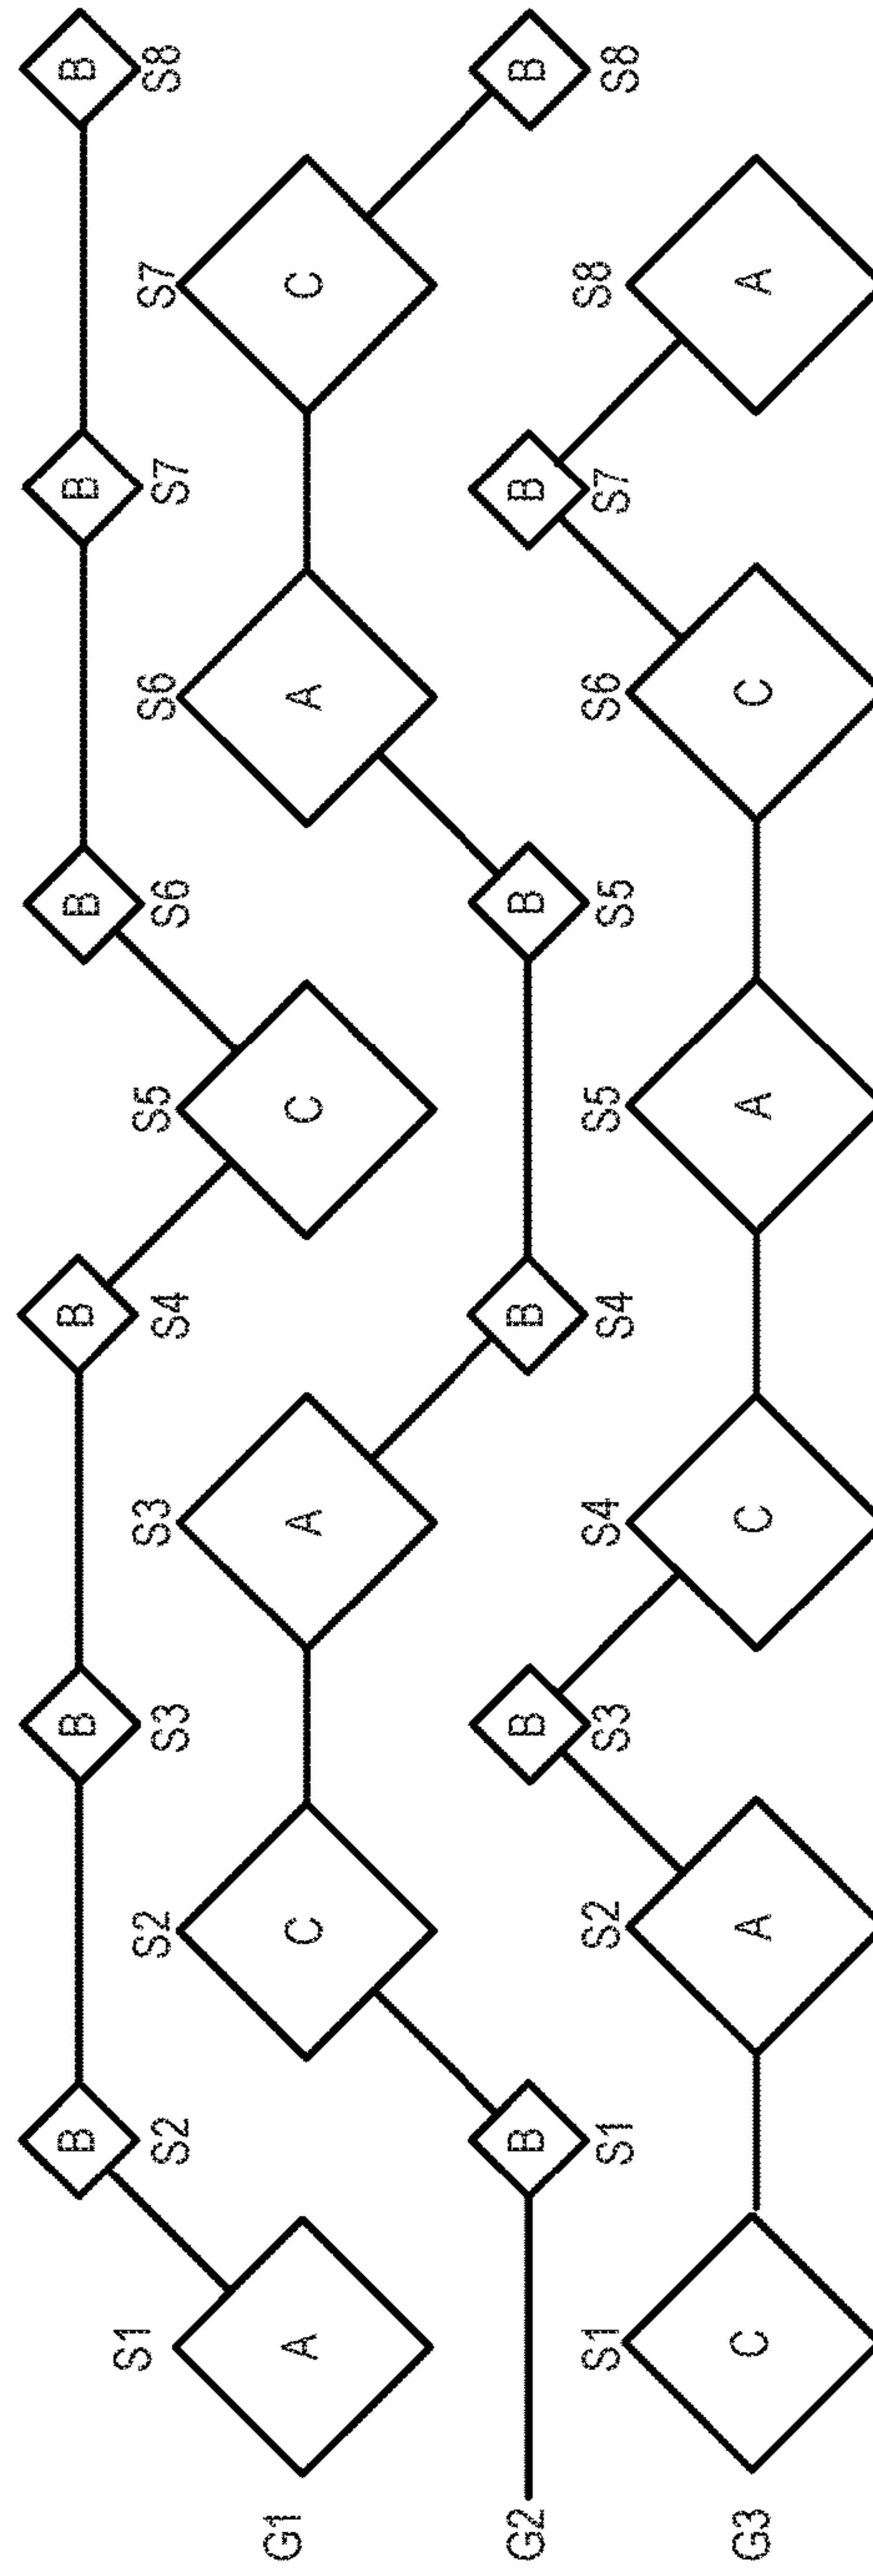 B B B B B B
S1 S2 S2 S3 S3 S4 S5 S6 S6 S7 S7 S8
G1 A C A C A C
G2 B B B B B B
S1 S1 S2 S3 S4 S4 S5 S5 S6 S7 S8 S8
G3 C A C A C A